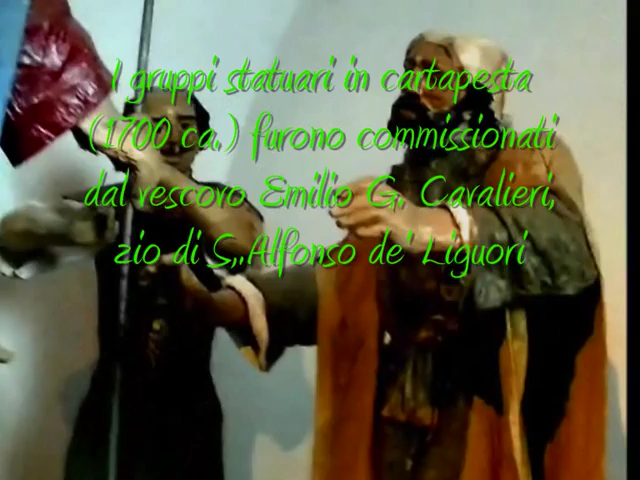 I gruppi statuari in cartapesta
(1700 ca.) furono commissionati
dal vescovo Emilio G. Cavalieri,
zio di S,.Alfonso de' Liguori